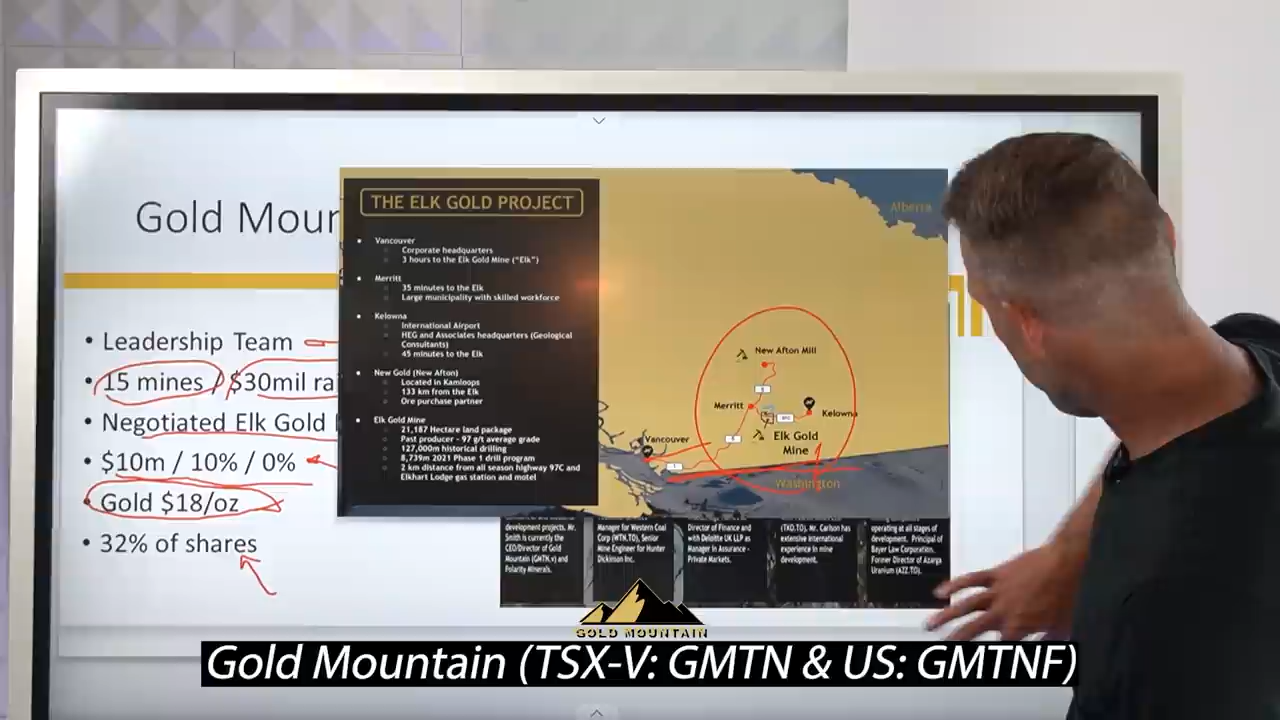 Gold Moun
• Leadership Team
• 15 mines / $30mil ra
• Negotiated Elk Gold
• $10m / 10% / 0%
• Gold $18/oz
• 32% of shares
THE ELK GOLD PROJECT
Vancouver
Corporate headquarters
3 hours to the Elk Gold Mine ("Elk")
Merritt
35 minutes to the Elk
Large municipality with skilled workforce
Kelowna
International Airport
HEG and Associates headquarters (Geological
Consultants)
45 minutes to the Elk
New Gold (New Afton)
Located in Kamloops
133 km from the Elk
Ore purchase partner
Elk Gold Mine
21,187 Hectare land package
Past producer - 97 g/t average grade
127,000m historical drilling
8,739m 2021 Phase 1 drill program
2 km distance from all season highway 97C and
Elkhart Lodge gas station and motel
Alberta
New Afton Mill
Merritt
Kelowna
Elk Gold
Mine
Vancouver
Washington
development projects. Mr.
Smith is currently the
CEO/Director of Gold
Mountain (GMTN.v) and
Polarity Minerals.
Manager for Western Coal
Corp (WTN.TO), Senior
Mine Engineer for Hunter
Dickinson Inc.
Director of Finance and
with Deloitte UK LLP as
Manager in Assurance -
Private Markets.
(TKO.TO). Mr. Carlson has
extensive international
experience in mine
development.
operating at all stages of
development. Principal of
Bayer Law Corporation.
Former Director of Azarga
Uranium (AZZ.TO).
GOLD MOUNTAIN
Gold Mountain (TSX-V: GMTN & US: GMTNF)